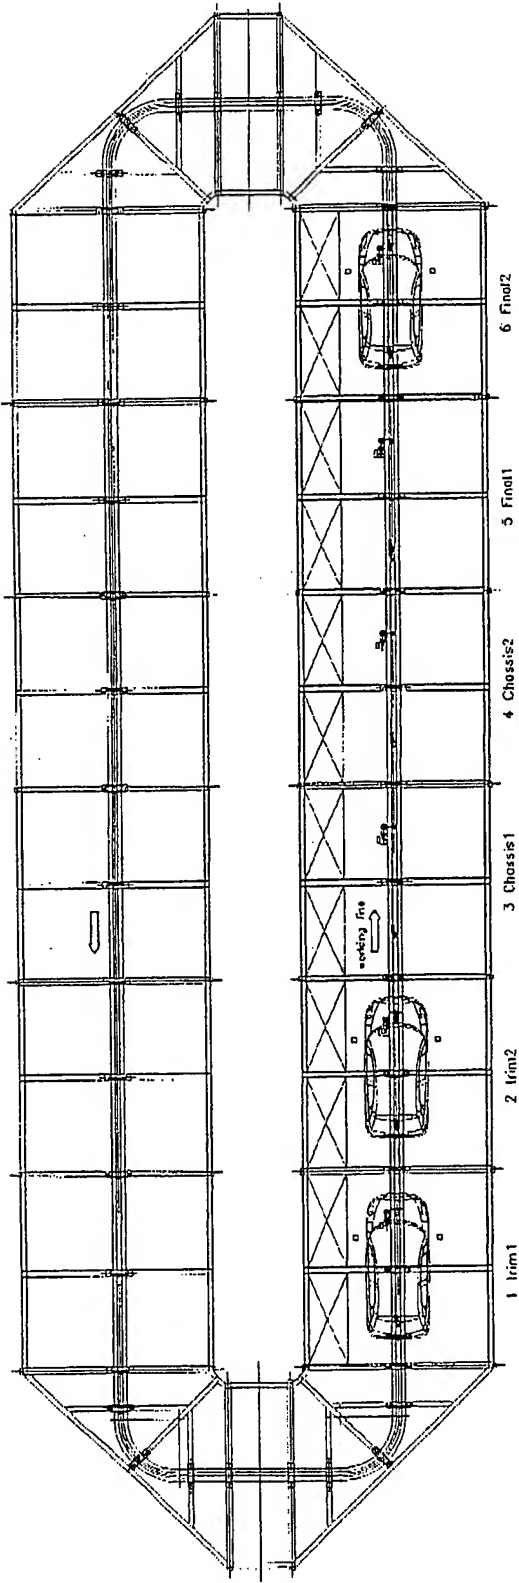 1 Trim1
2 Trim2
3 Chassis1
4 Chassis2
5 Final1
6 Final2
working line